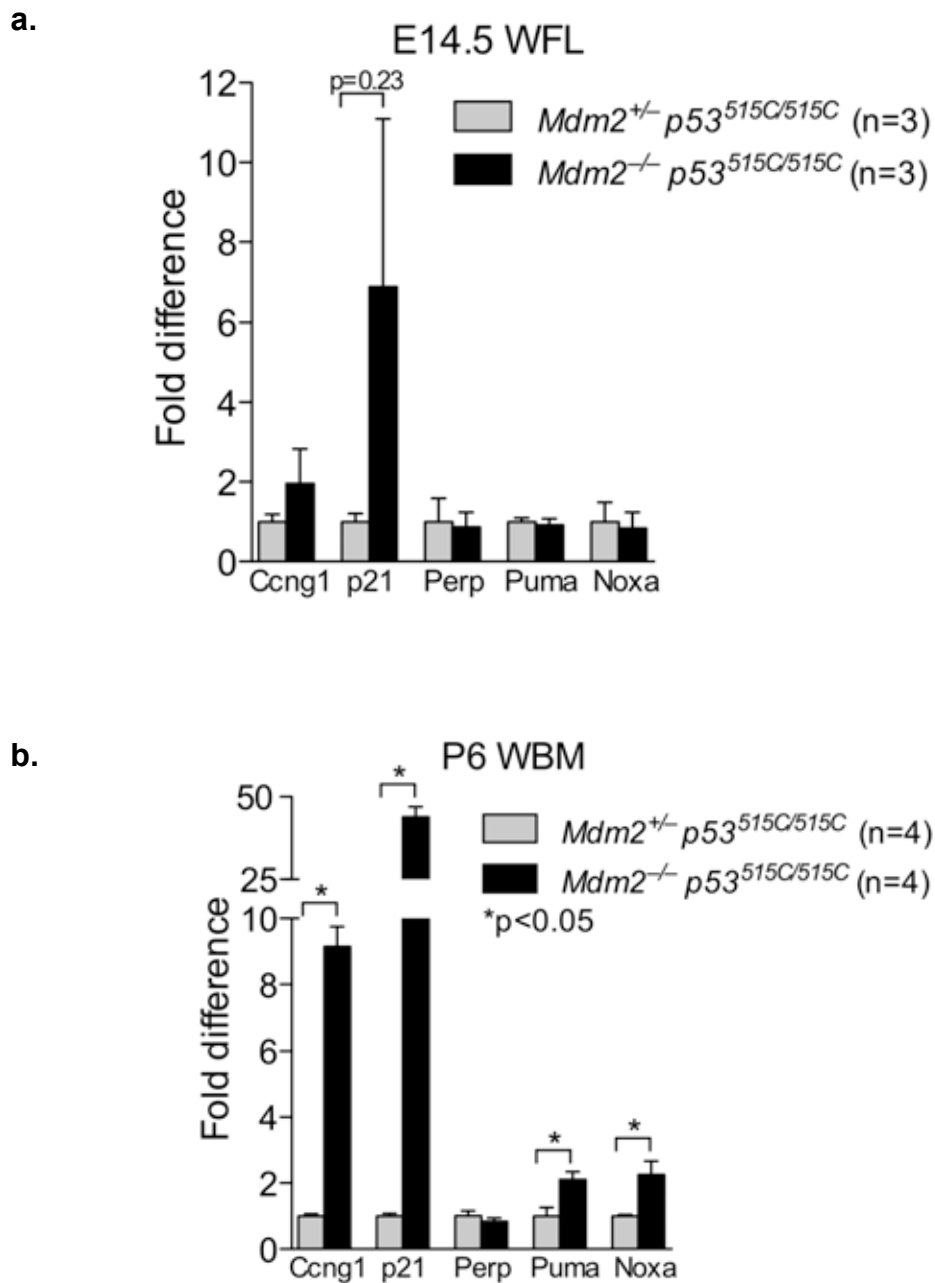 a.
E14.5 WFL
p=0.23
Mdm2+/– p53515C/515C (n=3)
Mdm2–/– p53515C/515C (n=3)
Fold difference
12
10
8
6
4
2
0
Ccng1 p21 Perp Puma Noxa
b.
P6 WBM
Mdm2+/– p53515C/515C (n=4)
Mdm2–/– p53515C/515C (n=4)
*p<0.05
Fold difference
50
25
10
8
6
4
2
0
*
*
*
*
Ccng1 p21 Perp Puma Noxa